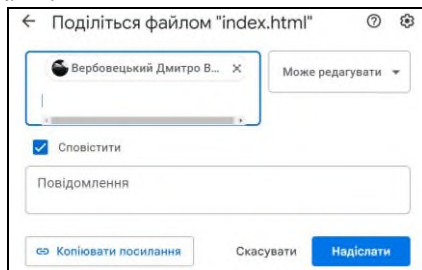 Поділіться файлом "index.html"
Вербовецький Дмитро В...
Може редагувати
Сповістити
Повідомлення
Копіювати посилання
Скасувати
Надіслати